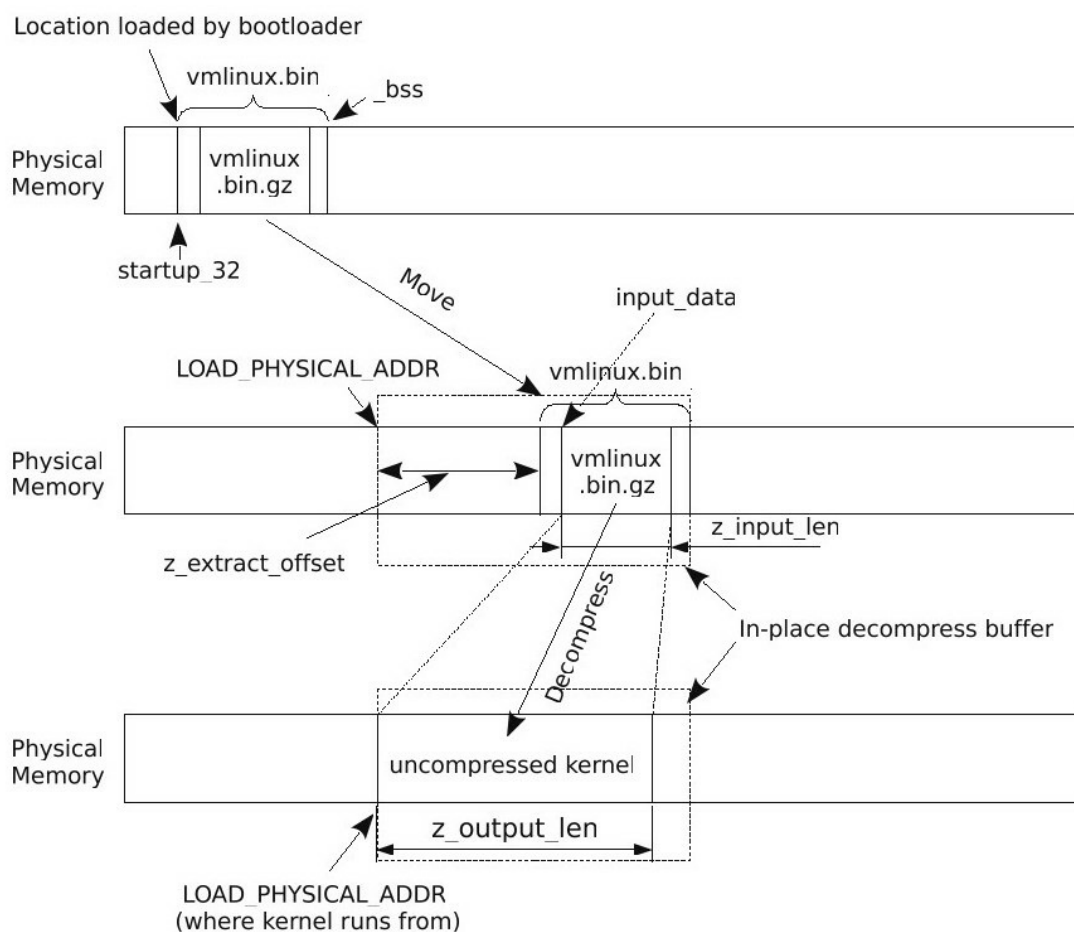 Location loaded by bootloader
vmlinux.bin
_bss
Physical
Memory
vmlinux
.bin.gz
startup_32
Move
input_data
LOAD_PHYSICAL_ADDR
vmlinux.bin
Physical
Memory
vmlinux
.bin.gz
z_input_len
z_extract_offset
Decompress
In-place decompress buffer
Physical
Memory
uncompressed kernel
z_output_len
LOAD_PHYSICAL_ADDR
(where kernel runs from)